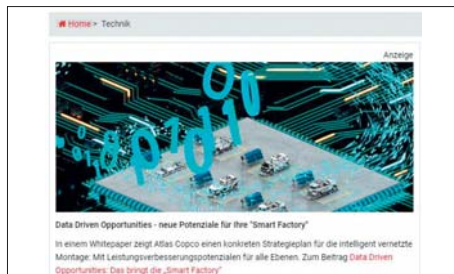 Home > Technik
Anzeige
Data Driven Opportunities - neue Potenziale für Ihre "Smart Factory"
In einem Whitepaper zeigt Atlas Copco einen konkreten Strategieplan für die intelligent vernetzte
Montage: Mit Leistungsverbesserungspotenzialen für alle Ebenen. Zum Beitrag Data Driven
Opportunities: Das bringt die „Smart Factory"